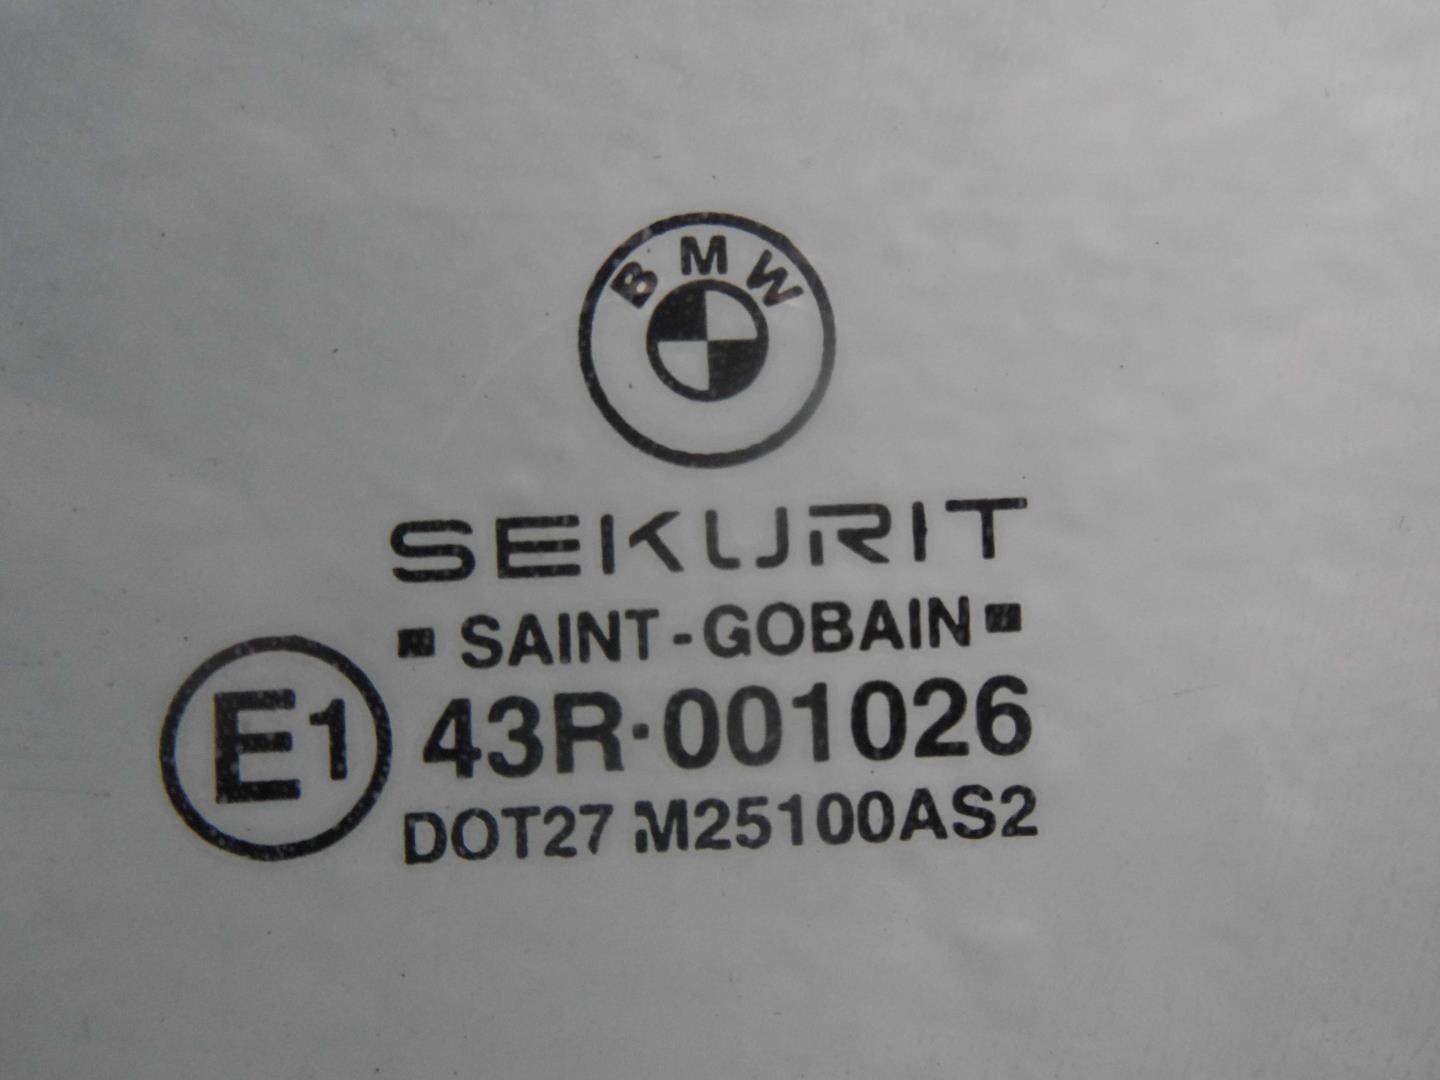 BMW
SEKURIT
SAINT-GOBAIN
E1
43R·001026
DOT27 M25100AS2